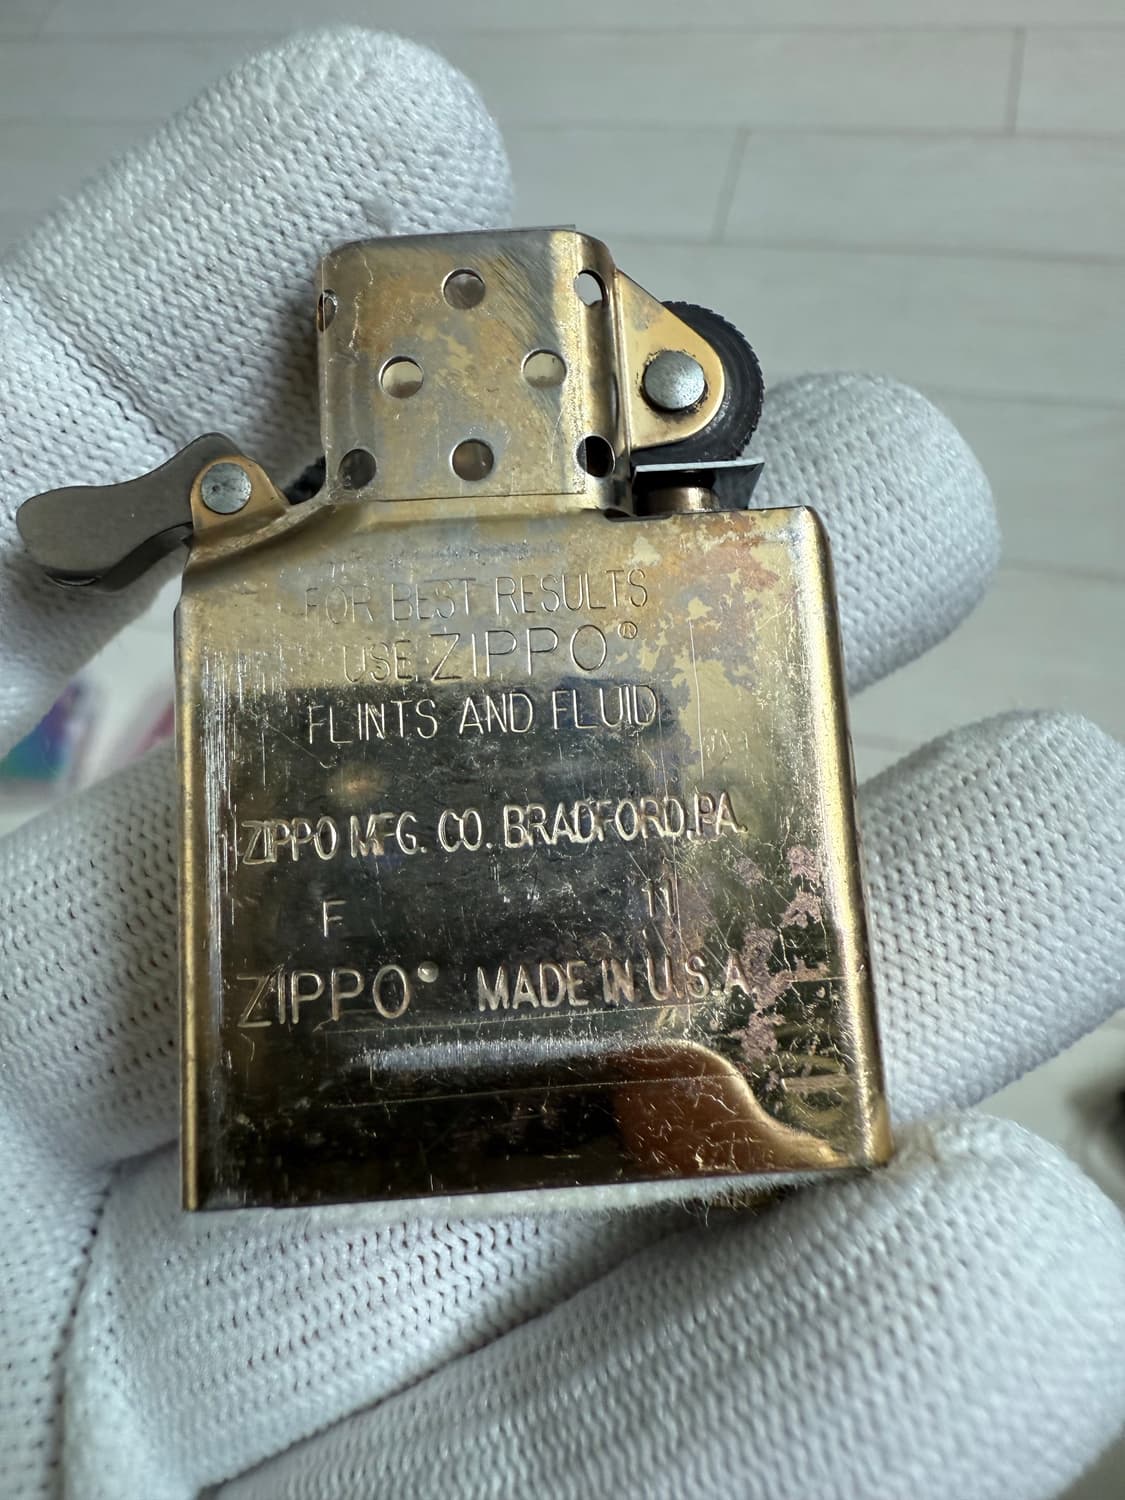 FOR BEST RESULTS
USE ZIPPO®
FLINTS AND FLUID
ZIPPO MFG. CO. BRADFORD, PA.
F 11
ZIPPO® MADE IN U.S.A